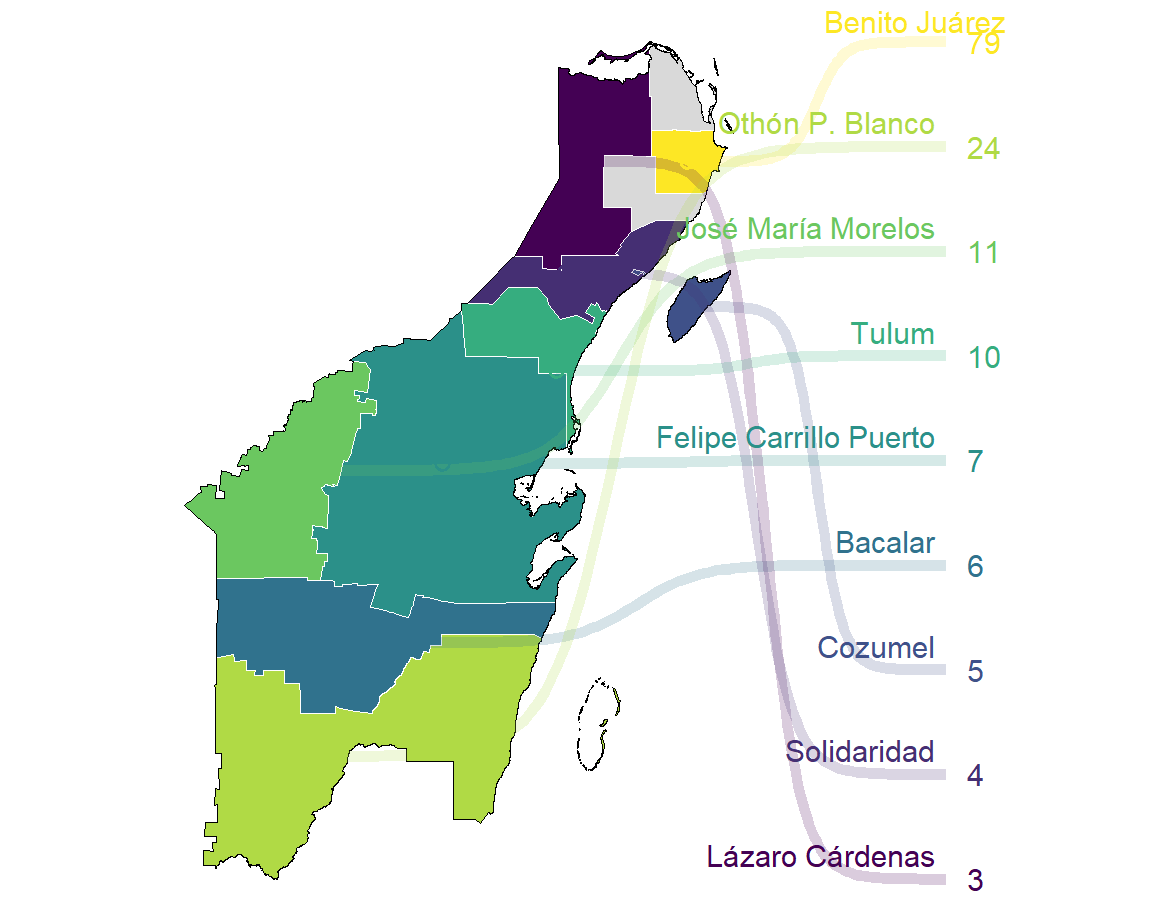 Benito Juárez
79
Othón P. Blanco
24
José María Morelos
11
Tulum
10
Felipe Carrillo Puerto
7
Bacalar
6
Cozumel
5
Solidaridad
4
Lázaro Cárdenas
3